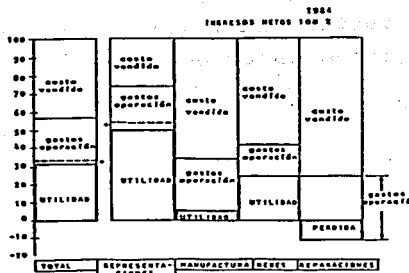 1984
INGRESOS NETOS 100 %
100
90
80
70
60
50
40
30
20
10
0
-10
-20
costo vendido
gastos operación
UTILIDAD
costo vendido
gastos operación
UTILIDAD
costo vendido
gastos operación
UTILIDAD
costo vendido
gastos operación
UTILIDAD
costo vendido
gastos operación
PERDIDA
TOTAL
REPRESENTA-
MANUFACTURA
REDES
REPARACIONES